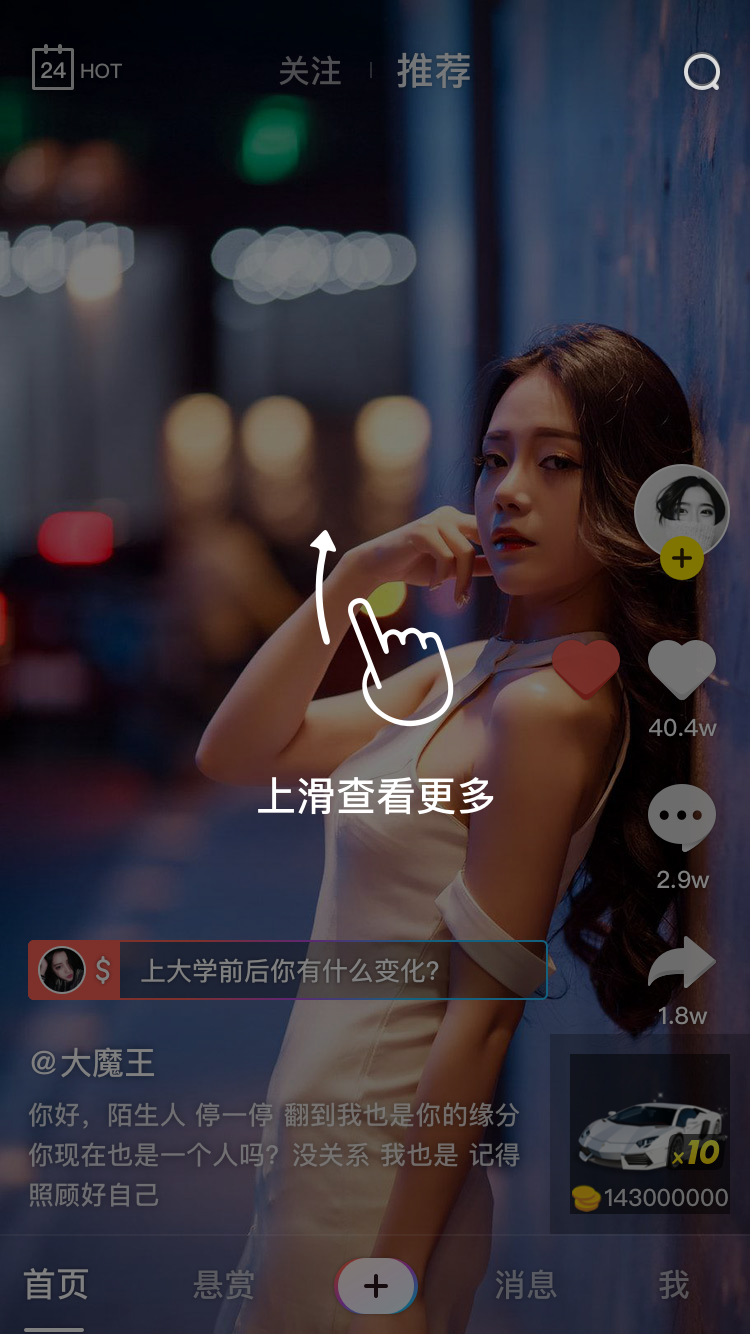 24 HOT
关注
推荐
40.4w
上滑查看更多
2.9w
$ 上大学前后你有什么变化?
1.8w
@大魔王
你好，陌生人 停一停 翻到我也是你的缘分
你现在也是一个人吗？没关系 我也是 记得
照顾好自己
x10
143000000
首页
悬赏
+
消息
我